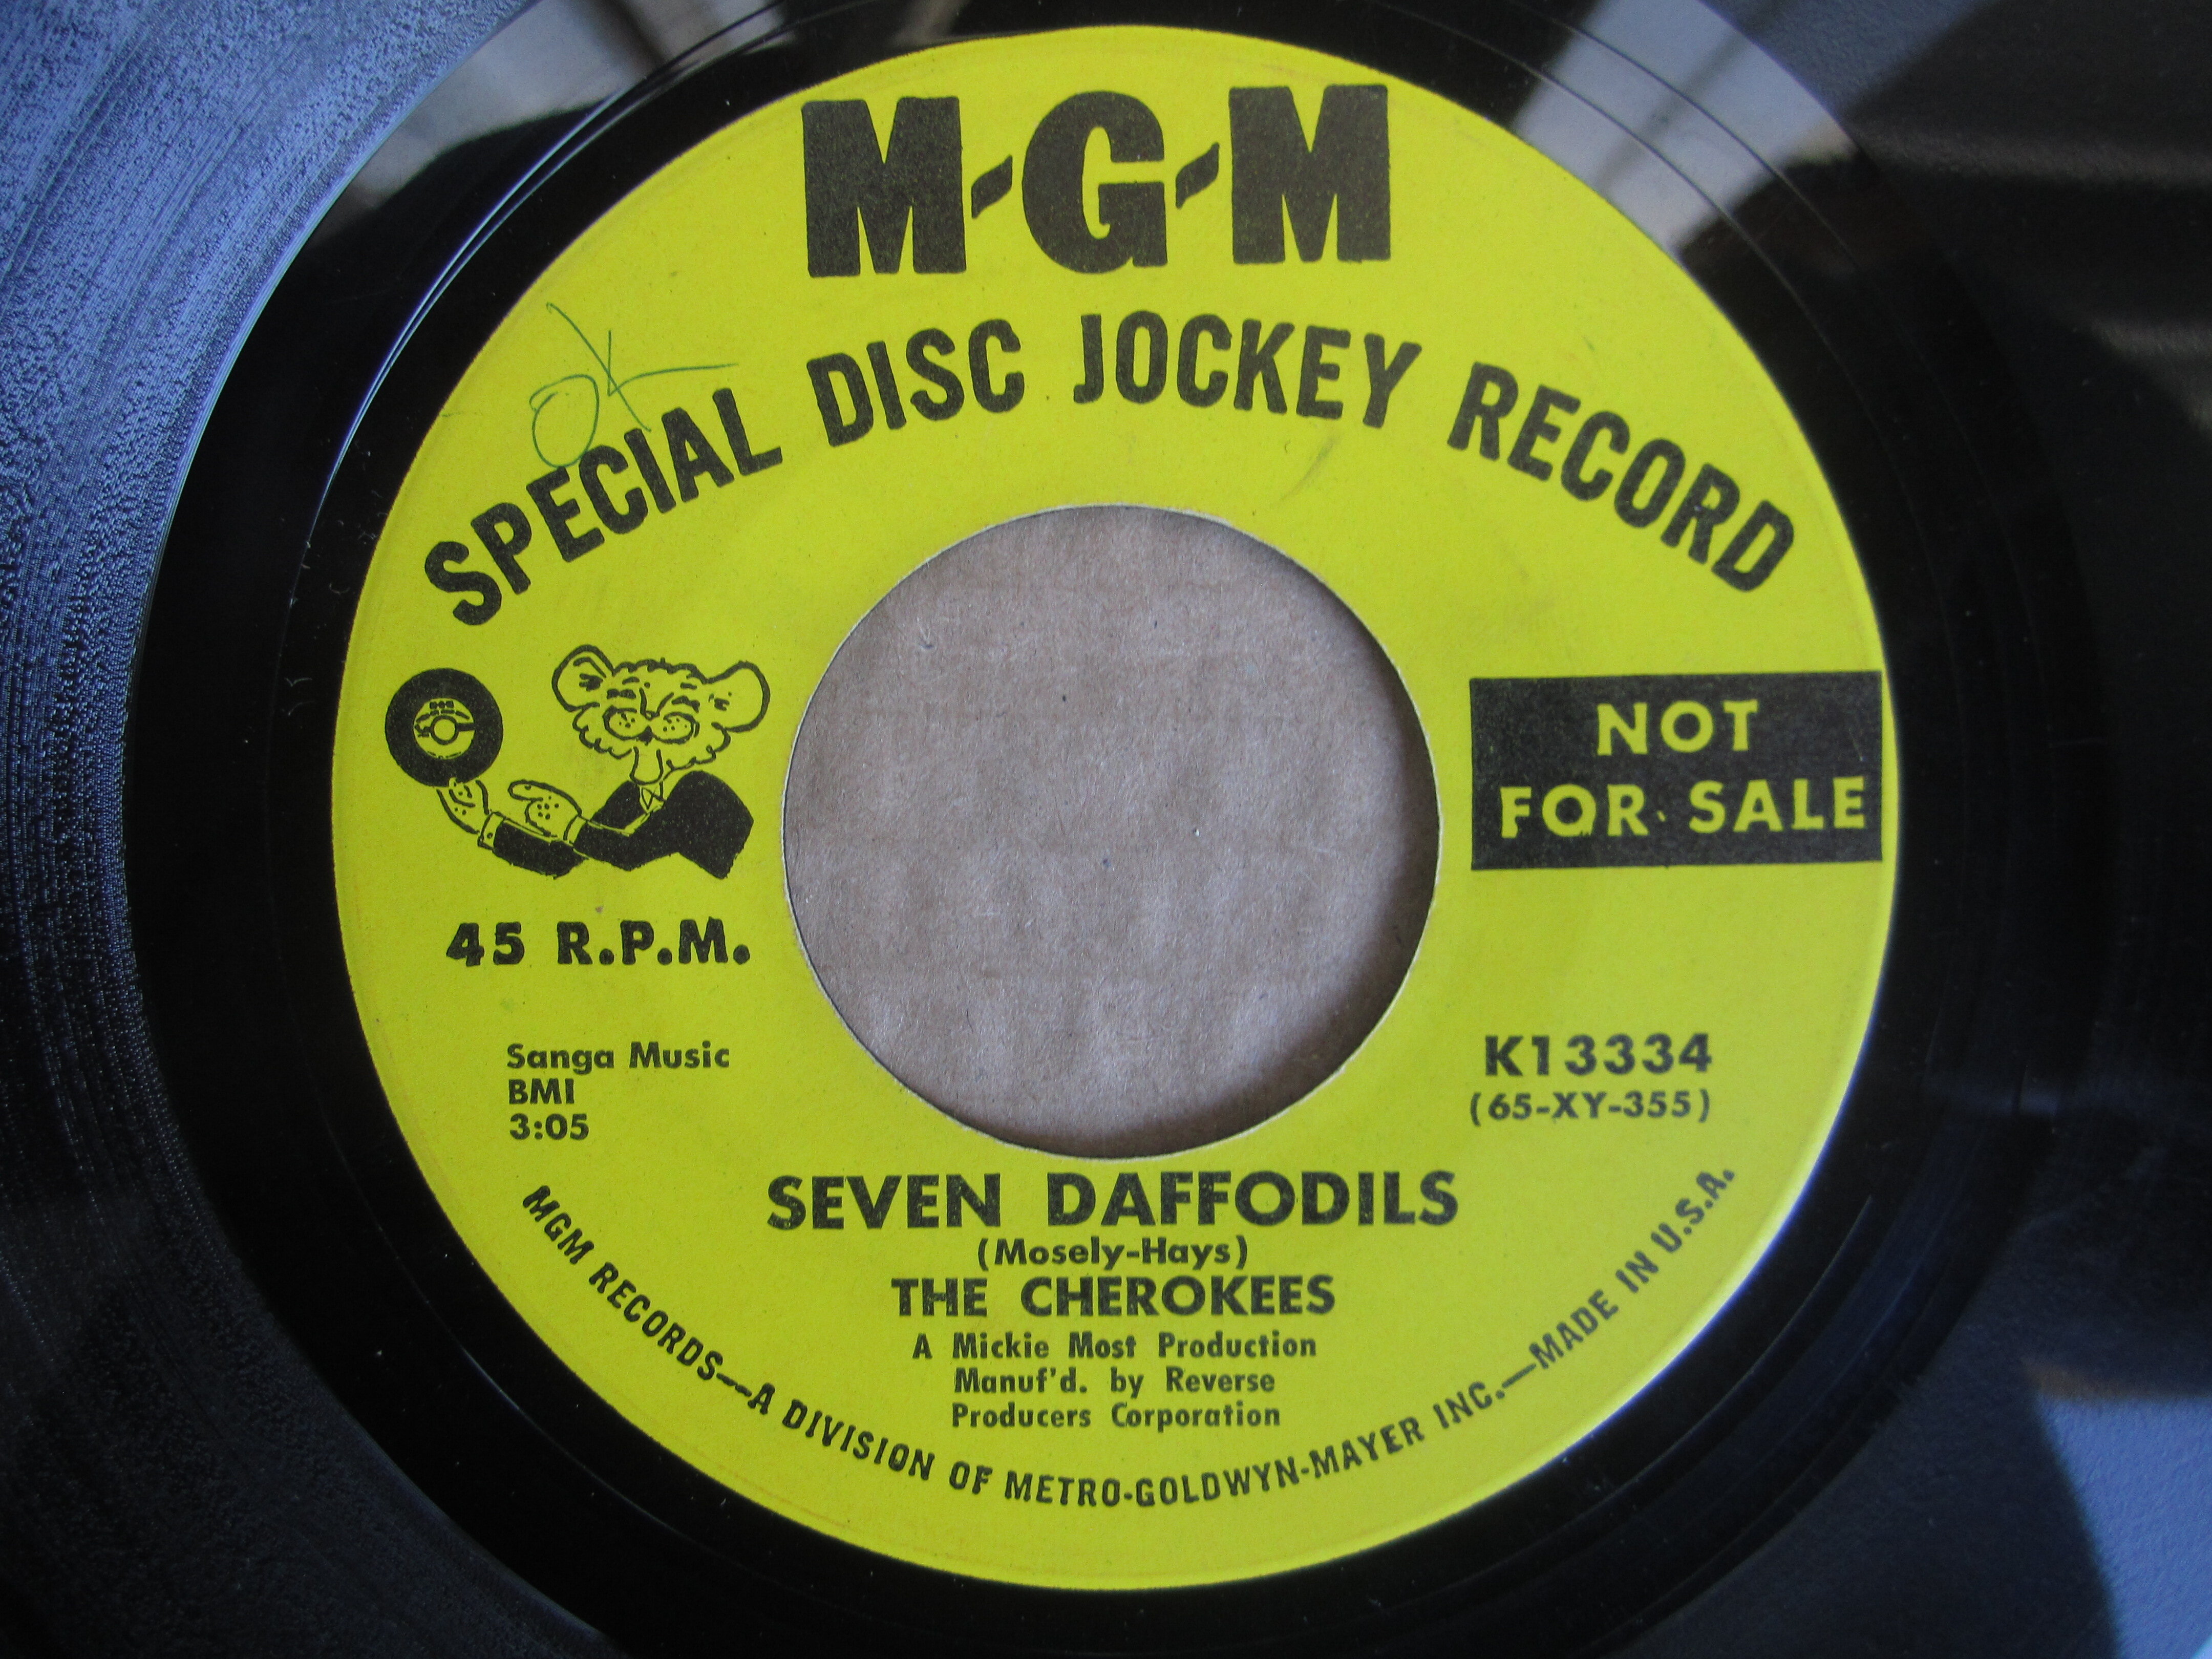 M-G-M
OK
SPECIAL DISC JOCKEY RECORD
NOT
FOR SALE
45 R.P.M.
Sanga Music
BMI
3:05
K13334
(65-XY-355)
SEVEN DAFFODILS
(Mosely-Hays)
THE CHEROKEES
A Mickie Most Production
Manuf'd. by Reverse
Producers Corporation
MGM RECORDS—A DIVISION OF METRO-GOLDWYN-MAYER INC.—MADE IN U.S.A.